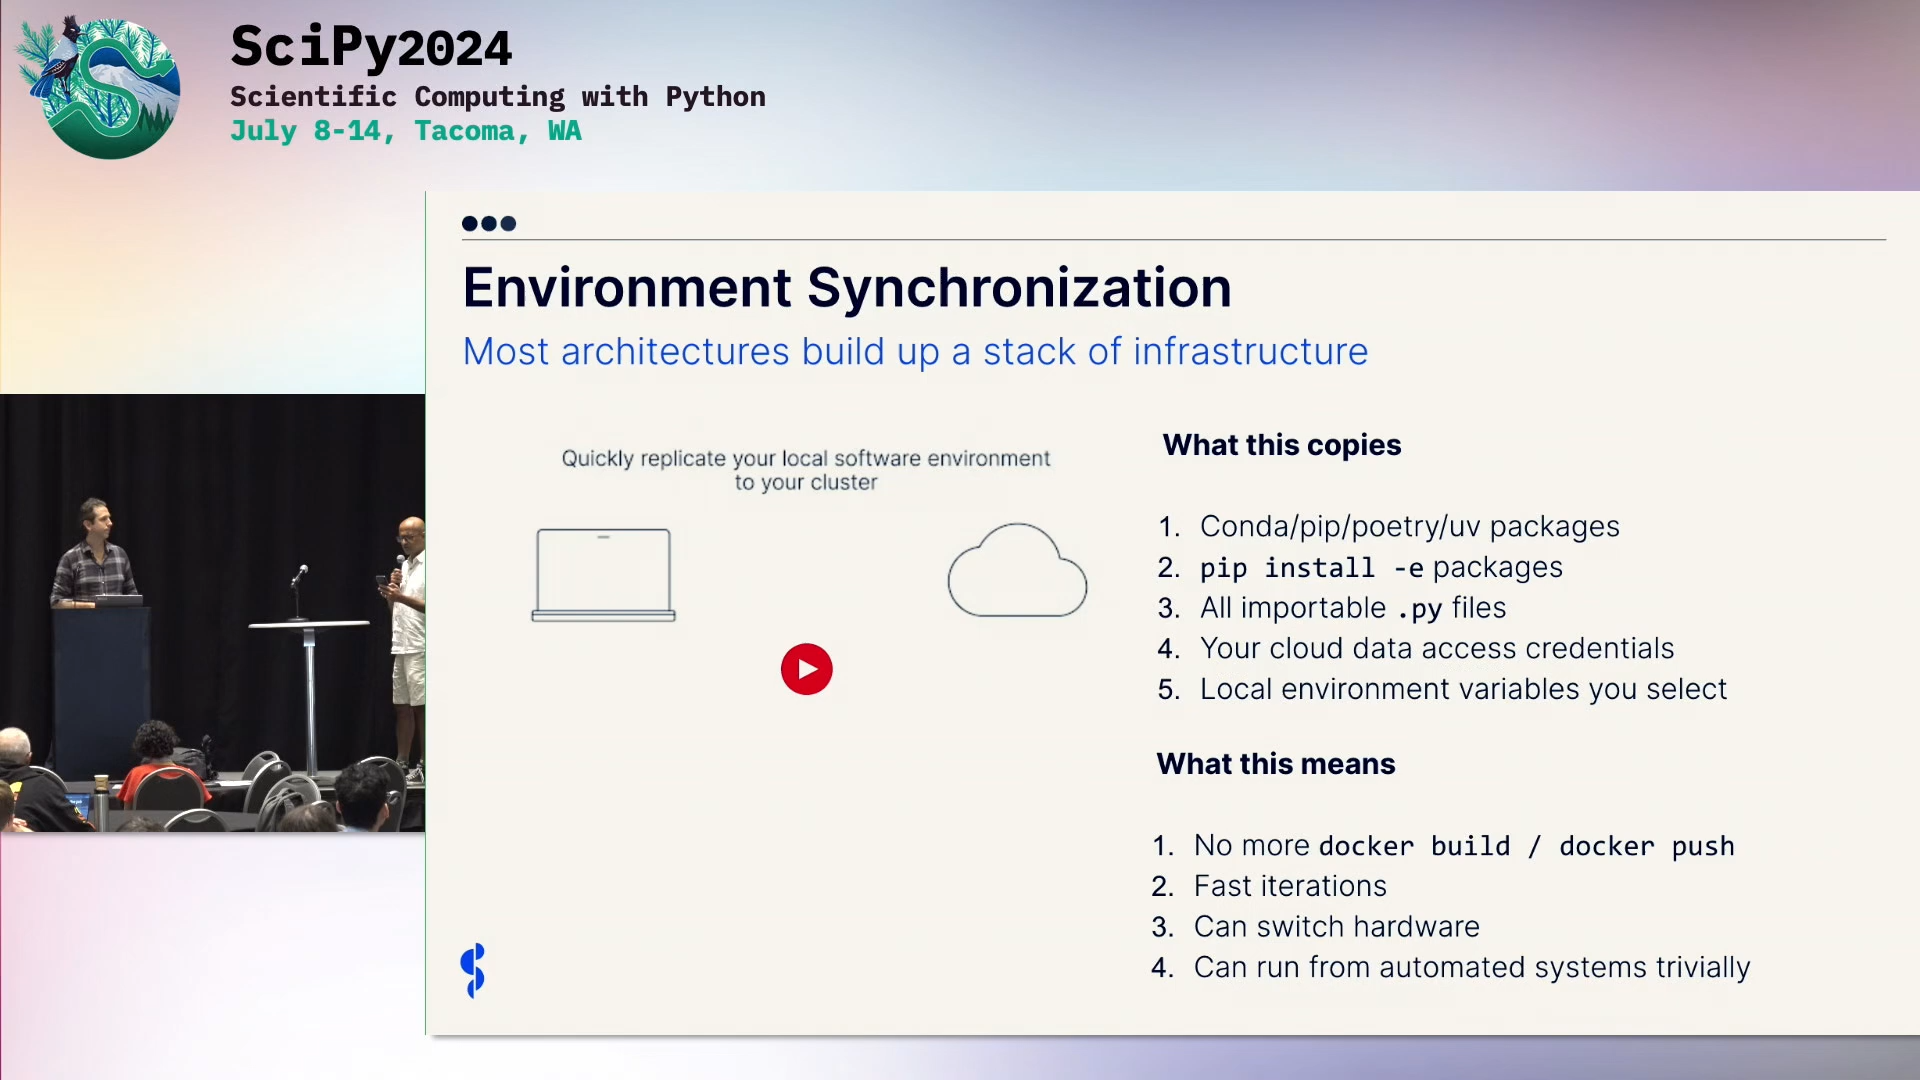 SciPy2024
Scientific Computing with Python
July 8-14, Tacoma, WA
Environment Synchronization
Most architectures build up a stack of infrastructure
Quickly replicate your local software environment
to your cluster
What this copies
1. Conda/pip/poetry/uv packages
2. pip install -e packages
3. All importable .py files
4. Your cloud data access credentials
5. Local environment variables you select
What this means
1. No more docker build / docker push
2. Fast iterations
3. Can switch hardware
4. Can run from automated systems trivially